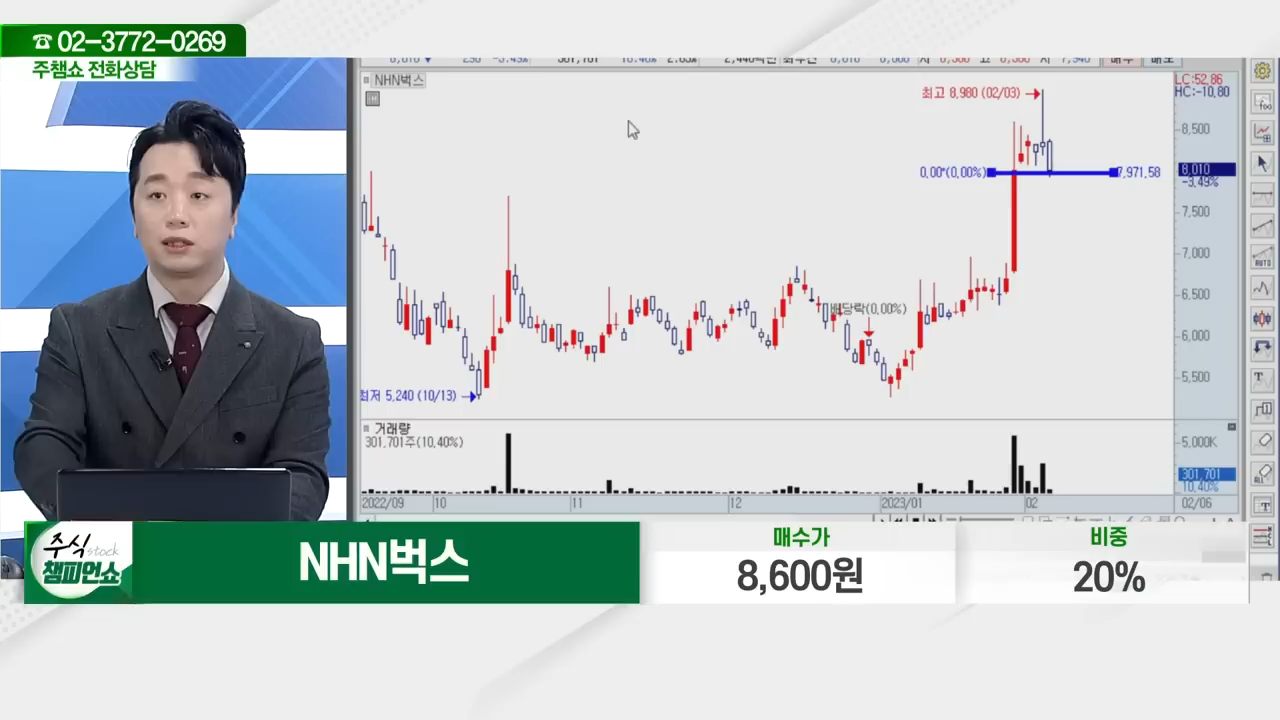 ☎ 02-3772-0269
주챔쇼 전화상담
NHN벅스
LC:52,86
HC:-10,80
최고 8,980 (02/03)
8,500
0,00*(0,00%)
7,971,58
8,010
-3,49%
7,500
7,000
6,500
배당락(0,00%)
6,000
5,500
최저 5,240 (10/13)
거래량
301,701주(10,40%)
5,000K
301,701
10,40%
2022/09
10
11
12
2023/01
02
02/06
주식 stock
챔피언쇼
NHN벅스
매수가
8,600원
비중
20%